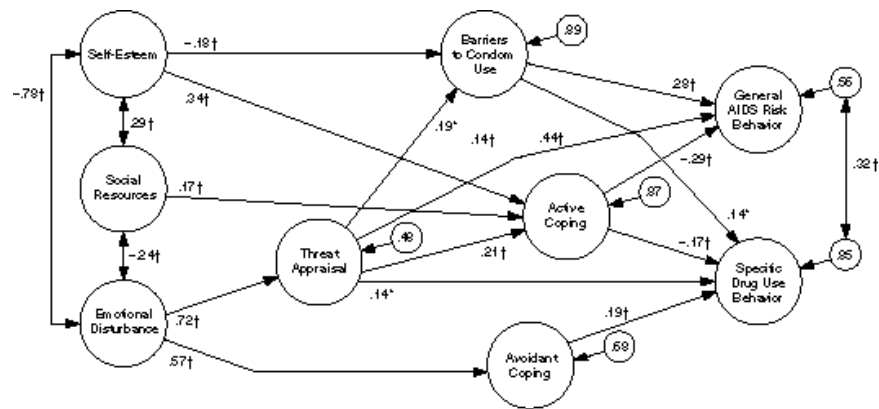 Self-Esteem
Social
Resources
Emotional
Disturbance
Threat
Appraisal
Barriers
to Condom
Use
Active
Coping
Avoidant
Coping
General
AIDS Risk
Behavior
Specific
Drug Use
Behavior
-.78†
.29†
-.24†
-.18†
.34†
.17†
.72†
.57†
.19*
.14†
.44†
.21†
.14*
.28†
-.29†
.14*
-.17†
.19†
.32†
.89
.48
.87
.68
.56
.85